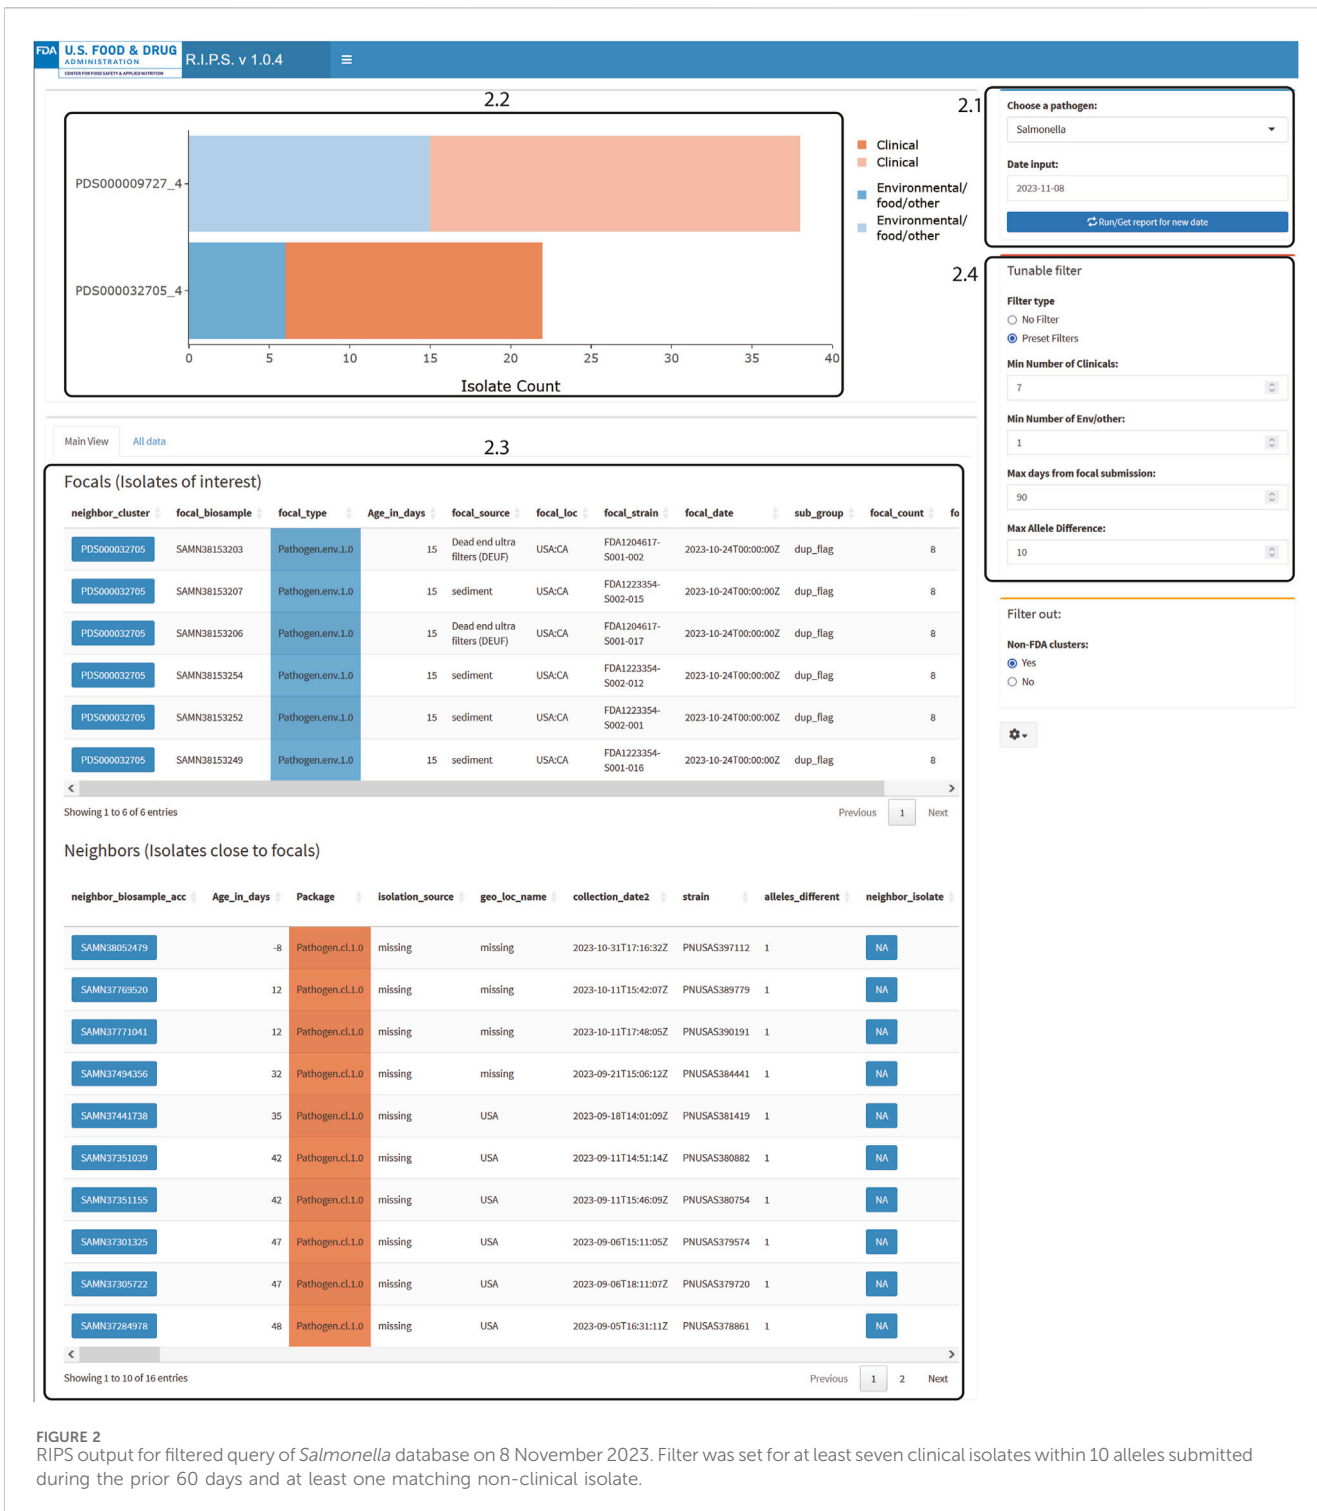 FDA U.S. FOOD & DRUG
ADMINISTRATION
CENTER FOR FOOD SAFETY & APPLIED NUTRITION
R.I.P.S. v 1.0.4
2.2
PDS000009727_4
PDS000032705_4
0 5 10 15 20 25 30 35 40
Isolate Count
Clinical
Clinical
Environmental/
food/other
Environmental/
food/other
2.1
Choose a pathogen:
Salmonella
Date input:
2023-11-08
Run/Get report for new date
2.4
Tunable filter
Filter type
No Filter
Preset Filters
Min Number of Clinicals:
7
Min Number of Env/other:
1
Max days from focal submission:
90
Max Allele Difference:
10
Filter out:
Non-FDA clusters:
Yes
No
Main View All data
2.3
Focals (Isolates of interest)
neighbor_cluster focal_biosample focal_type Age_in_days focal_source focal_loc focal_strain focal_date sub_group focal_count fo
PDS000032705 SAMN38153203 Pathogen.env.1.0 15 Dead end ultra filters (DEUF) USA:CA FDA1204617-S001-002 2023-10-24T00:00:00Z dup_flag 8
PDS000032705 SAMN38153207 Pathogen.env.1.0 15 sediment USA:CA FDA1223354-S002-015 2023-10-24T00:00:00Z dup_flag 8
PDS000032705 SAMN38153206 Pathogen.env.1.0 15 Dead end ultra filters (DEUF) USA:CA FDA1204617-S001-017 2023-10-24T00:00:00Z dup_flag 8
PDS000032705 SAMN38153254 Pathogen.env.1.0 15 sediment USA:CA FDA1223354-S002-012 2023-10-24T00:00:00Z dup_flag 8
PDS000032705 SAMN38153252 Pathogen.env.1.0 15 sediment USA:CA FDA1223354-S002-001 2023-10-24T00:00:00Z dup_flag 8
PDS000032705 SAMN38153249 Pathogen.env.1.0 15 sediment USA:CA FDA1223354-S001-016 2023-10-24T00:00:00Z dup_flag 8
Showing 1 to 6 of 6 entries
Previous 1 Next
Neighbors (Isolates close to focals)
neighbor_biosample_acc Age_in_days Package isolation_source geo_loc_name collection_date2 strain alleles_different neighbor_isolate
SAMN38052479 -8 Pathogen.cl.1.0 missing missing 2023-10-31T17:16:32Z PNUSAS397112 1 NA
SAMN37769520 12 Pathogen.cl.1.0 missing missing 2023-10-11T15:42:07Z PNUSAS389779 1 NA
SAMN37771041 12 Pathogen.cl.1.0 missing missing 2023-10-11T17:48:05Z PNUSAS390191 1 NA
SAMN37494356 32 Pathogen.cl.1.0 missing missing 2023-09-21T15:06:12Z PNUSAS384441 1 NA
SAMN37441738 35 Pathogen.cl.1.0 missing USA 2023-09-18T14:01:09Z PNUSAS381419 1 NA
SAMN37351039 42 Pathogen.cl.1.0 missing USA 2023-09-11T14:51:14Z PNUSAS380882 1 NA
SAMN37351155 42 Pathogen.cl.1.0 missing USA 2023-09-11T15:46:09Z PNUSAS380754 1 NA
SAMN37301325 47 Pathogen.cl.1.0 missing USA 2023-09-06T15:11:05Z PNUSAS379574 1 NA
SAMN37305722 47 Pathogen.cl.1.0 missing USA 2023-09-06T18:11:07Z PNUSAS379720 1 NA
SAMN37284978 48 Pathogen.cl.1.0 missing USA 2023-09-05T16:31:11Z PNUSAS378861 1 NA
Showing 1 to 10 of 16 entries
Previous 1 2 Next
FIGURE 2
RIPS output for filtered query of Salmonella database on 8 November 2023. Filter was set for at least seven clinical isolates within 10 alleles submitted
during the prior 60 days and at least one matching non-clinical isolate.